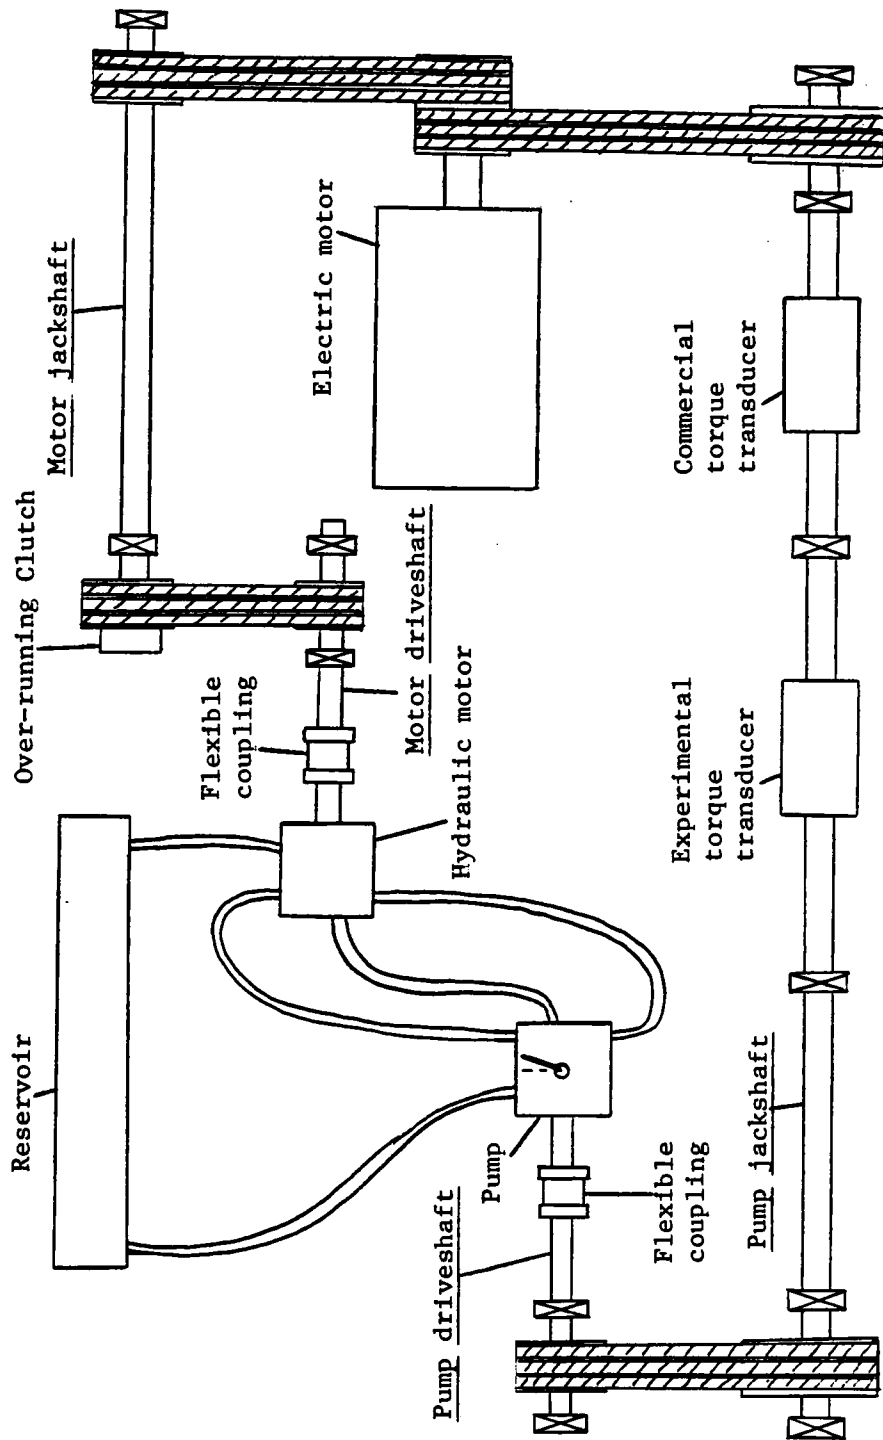 Reservoir
Over-running Clutch
Motor jackshaft
Flexible
coupling
Motor driveshaft
Hydraulic motor
Electric motor
Pump driveshaft
Pump
Flexible
coupling
Pump jackshaft
Experimental
torque
transducer
Commercial
torque
transducer